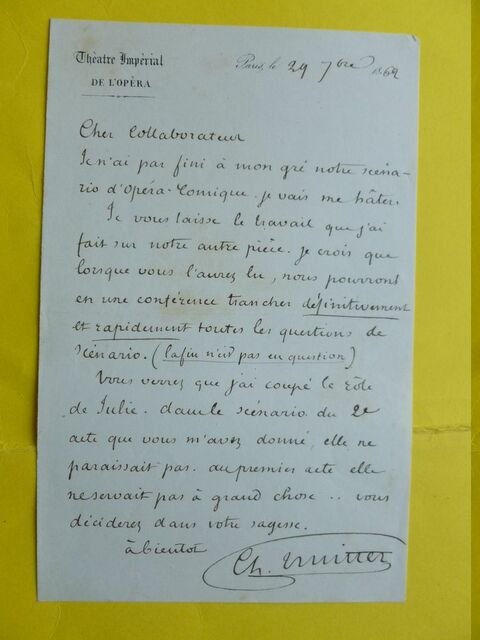 Théâtre Impérial
DE L'OPÉRA
Paris, le 29 7bre 1862
Cher Collaborateur
Je n'ai pas fini à mon gré notre scéna-
rio d'Opéra-Comique. je vais me hâter.
Je vous laisse le travail que j'ai
fait sur notre autre pièce. je crois que
lorsque vous l'aurez lu, nous pourrons
en une conférence trancher définitivement
et rapidement toutes les questions de
scénario. (la fin n'est pas en question)
Vous verrez que j'ai coupé le rôle
de Julie. dans le scénario du 2e
acte que vous m'avez donné, elle ne
paraissait pas. au premier acte elle
ne servait pas à grand chose .. vous
déciderez dans votre sagesse.
à bientot
Ch. Nuitter